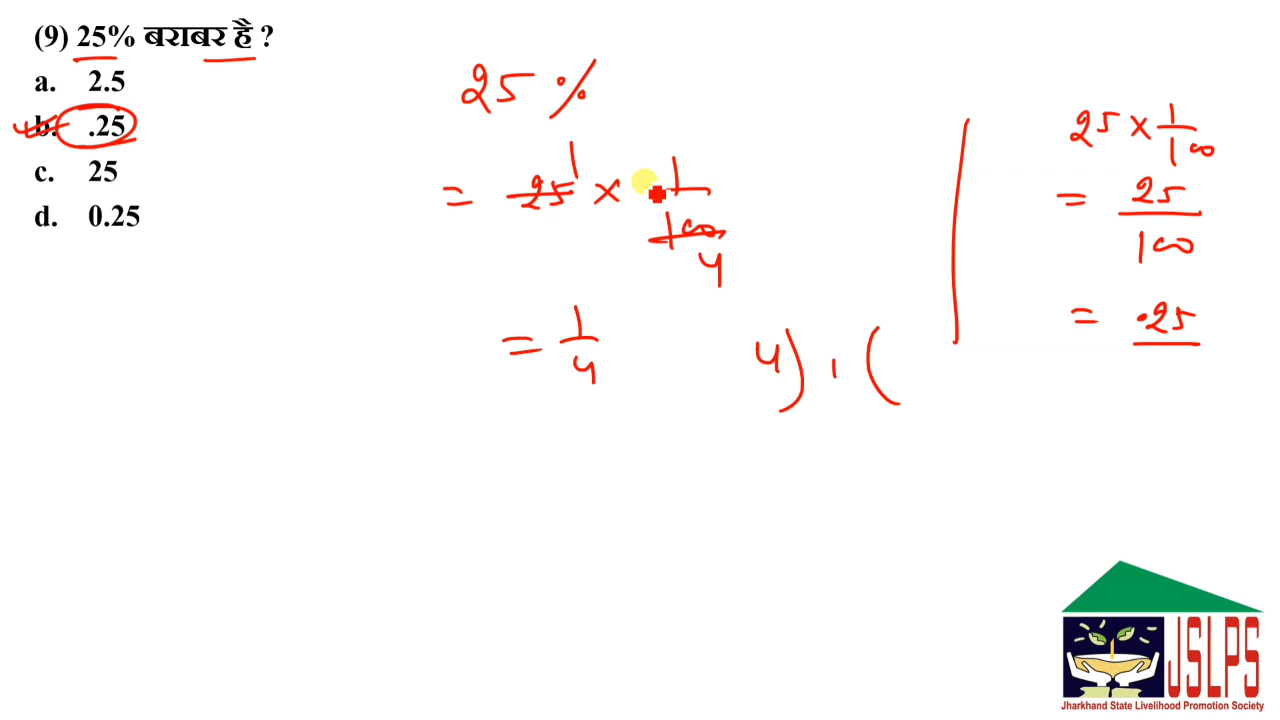 (9) 25% बराबर है ?
a. 2.5
b. .25
c. 25
d. 0.25
25 %
= 25 1 × 1/100 4
= 1/4
4) 1 (
25 × 1/100
= 25/100
= .25
JSLPS
Jharkhand State Livelihood Promotion Society